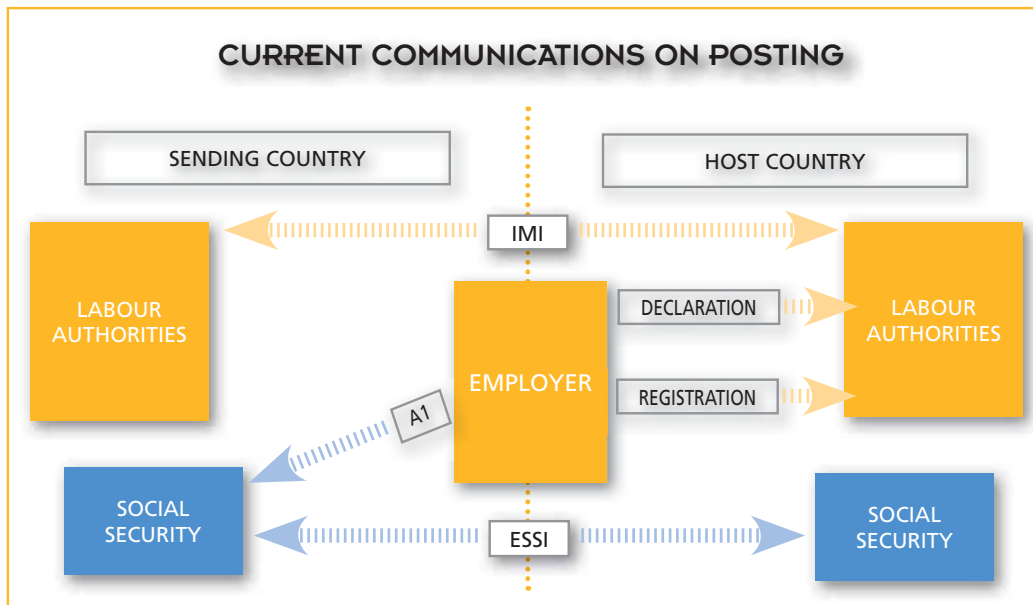 CURRENT COMMUNICATIONS ON POSTING
SENDING COUNTRY
HOST COUNTRY
IMI
LABOUR
AUTHORITIES
DECLARATION
LABOUR
AUTHORITIES
EMPLOYER
REGISTRATION
A1
SOCIAL
SECURITY
ESSI
SOCIAL
SECURITY